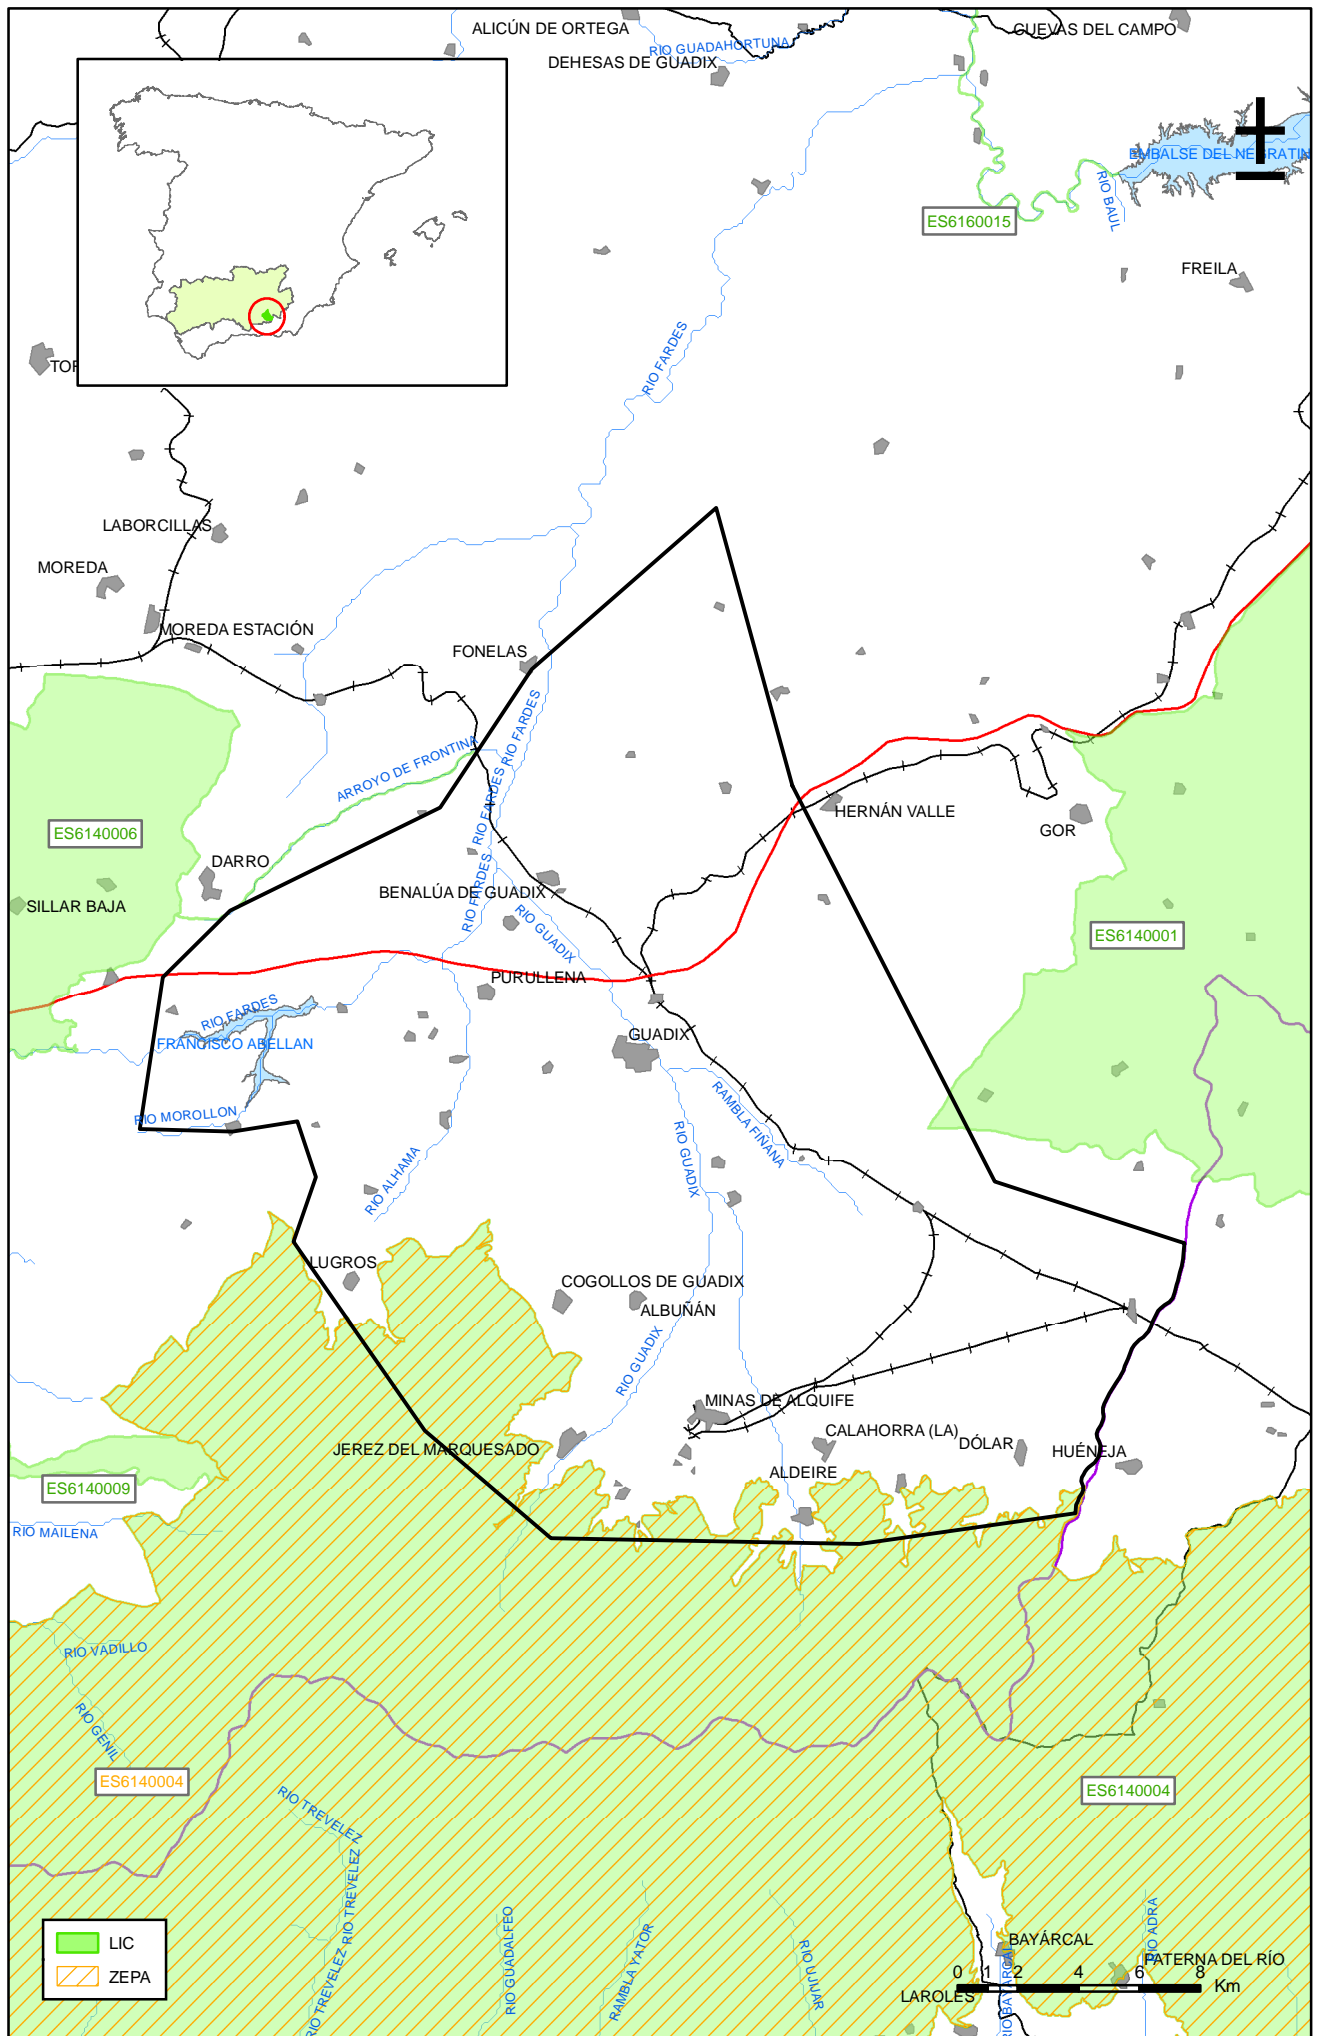 ALICÚN DE ORTEGA
CUEVAS DEL CAMPO
RIO GUADAHORTUNA
DEHESAS DE GUADIX
EMBALSE DEL NEGRATIN
RIO BAUL
ES6160015
FREILA
RIO FARDES
TOR
LABORCILLAS
MOREDA
MOREDA ESTACIÓN
FONELAS
RIO FARDES
ARROYO DE FRONTINA
RIO FARDES
HERNÁN VALLE
GOR
ES6140006
DARRO
RIO FARDES
BENALÚA DE GUADIX
SILLAR BAJA
RIO GUADIX
ES6140001
PURULLENA
RIO FARDES
FRANCISCO ABELLAN
GUADIX
RIO MOROLLON
RAMBLA FIÑANA
RIO GUADIX
RIO ALHAMA
LUGROS
COGOLLOS DE GUADIX
ALBUÑÁN
RIO GUADIX
MINAS DE ALQUIFE
CALAHORRA (LA)
DÓLAR
HUÉNEJA
JEREZ DEL MARQUESADO
ALDEIRE
ES6140009
RIO MAILENA
RIO VADILLO
RIO GENIL
ES6140004
ES6140004
RIO TREVELEZ
RIO TREVELEZ
RIO TREVELEZ
RIO GUADALFEO
RAMBLA YATOR
RIO UJIJAR
RIO ADRA
BAYÁRCAL
PATERNA DEL RÍO
RIO BAYARCAL
LAROLES
LIC
ZEPA
0 1 2 4 6 8
Km